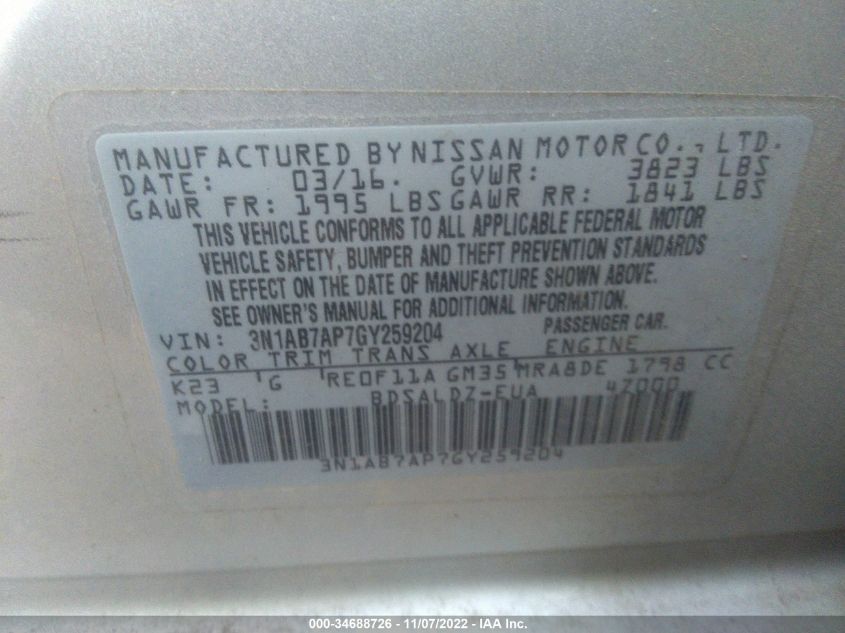 MANUFACTURED BY NISSAN MOTOR CO., LTD.
DATE: 03/16. GVWR: 3823 LBS
GAWR FR: 1995 LBS GAWR RR: 1841 LBS
THIS VEHICLE CONFORMS TO ALL APPLICABLE FEDERAL MOTOR
VEHICLE SAFETY, BUMPER AND THEFT PREVENTION STANDARDS
IN EFFECT ON THE DATE OF MANUFACTURE SHOWN ABOVE.
SEE OWNER'S MANUAL FOR ADDITIONAL INFORMATION.
VIN: 3N1AB7AP7GY259204 PASSENGER CAR.
COLOR TRIM TRANS AXLE ENGINE
K23 G RE0F11A GM35 MRA8DE 1798 CC
MODEL: BDSALDZ-EUA 47000
3N1AB7AP7GY259204
000-34688726 - 11/07/2022 - IAA Inc.